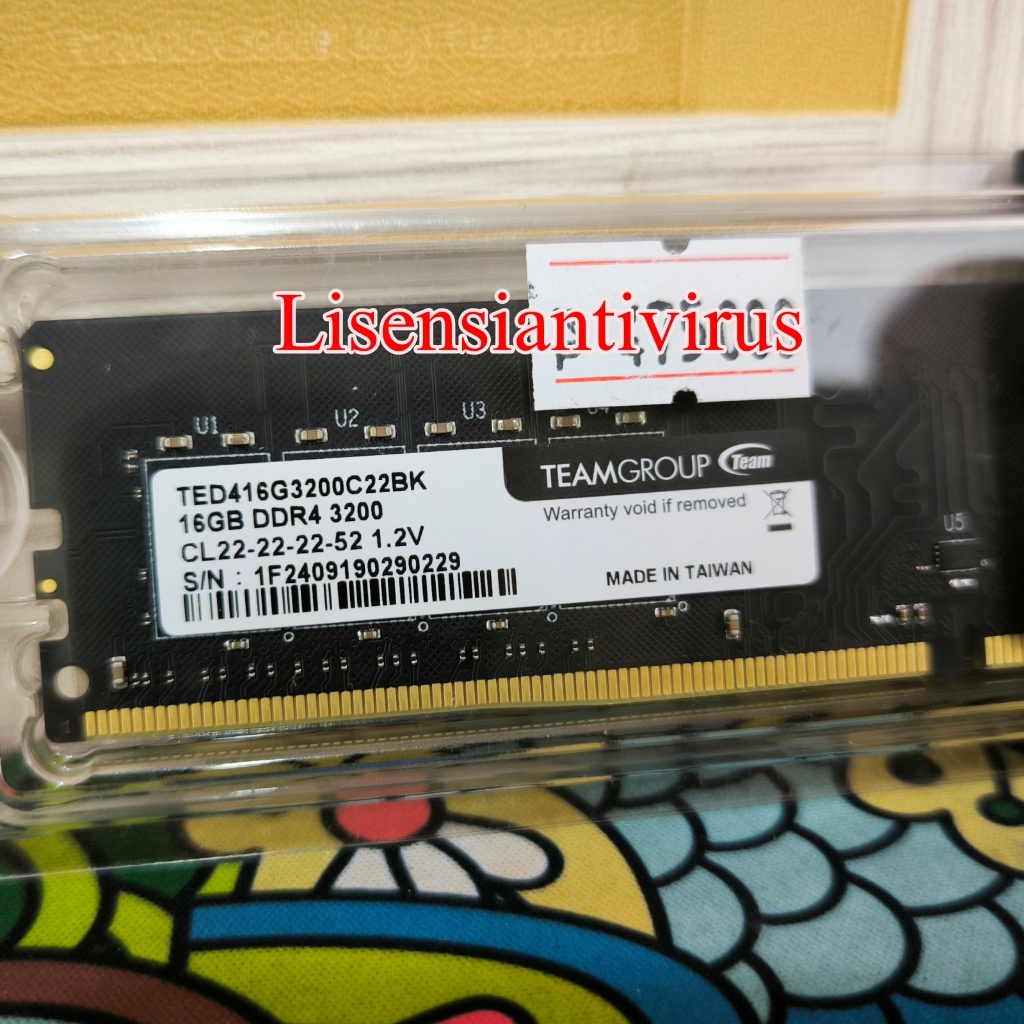 Lisensiantivirus
U1
U2
U3
TED416G3200C22BK
16GB DDR4 3200
CL22-22-22-52 1.2V
S/N : 1F2409190290229
TEAMGROUP Team
Warranty void if removed
MADE IN TAIWAN
U5